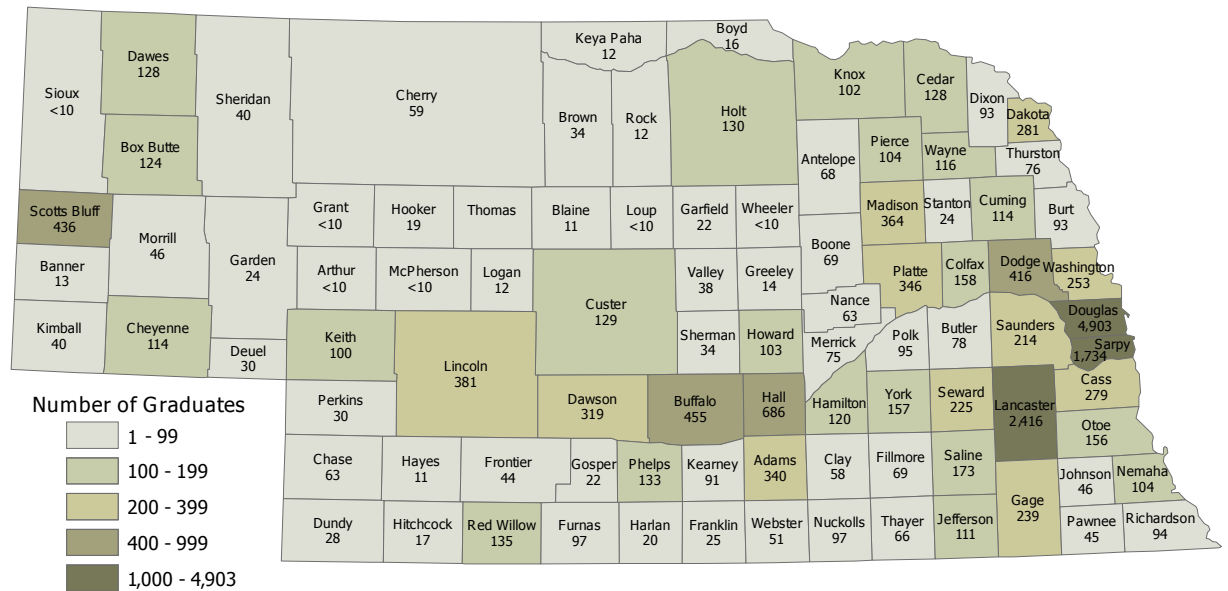 Boyd
16
Keya Paha
12
Dawes
128
Sioux
<10
Sheridan
40
Cherry
59
Brown
34
Rock
12
Holt
130
Knox
102
Cedar
128
Dixon
93
Dakota
281
Box Butte
124
Antelope
68
Pierce
104
Wayne
116
Thurston
76
Scotts Bluff
436
Morrill
46
Garden
24
Grant
<10
Hooker
19
Thomas
Blaine
11
Loup
<10
Garfield
22
Wheeler
<10
Boone
69
Madison
364
Stanton
24
Cuming
114
Burt
93
Banner
13
Arthur
<10
McPherson
<10
Logan
12
Custer
129
Valley
38
Greeley
14
Nance
63
Platte
346
Colfax
158
Dodge
416
Washington
253
Kimball
40
Cheyenne
114
Deuel
30
Keith
100
Lincoln
381
Sherman
34
Howard
103
Merrick
75
Polk
95
Butler
78
Saunders
214
Douglas
4,903
Sarpy
1,734
Perkins
30
Dawson
319
Buffalo
455
Hall
686
Hamilton
120
York
157
Seward
225
Lancaster
2,416
Cass
279
Otoe
156
Chase
63
Hayes
11
Frontier
44
Gosper
22
Phelps
133
Kearney
91
Adams
340
Clay
58
Fillmore
69
Saline
173
Gage
239
Johnson
46
Nemaha
104
Dundy
28
Hitchcock
17
Red Willow
135
Furnas
97
Harlan
20
Franklin
25
Webster
51
Nuckolls
97
Thayer
66
Jefferson
111
Pawnee
45
Richardson
94
Number of Graduates
1 - 99
100 - 199
200 - 399
400 - 999
1,000 - 4,903